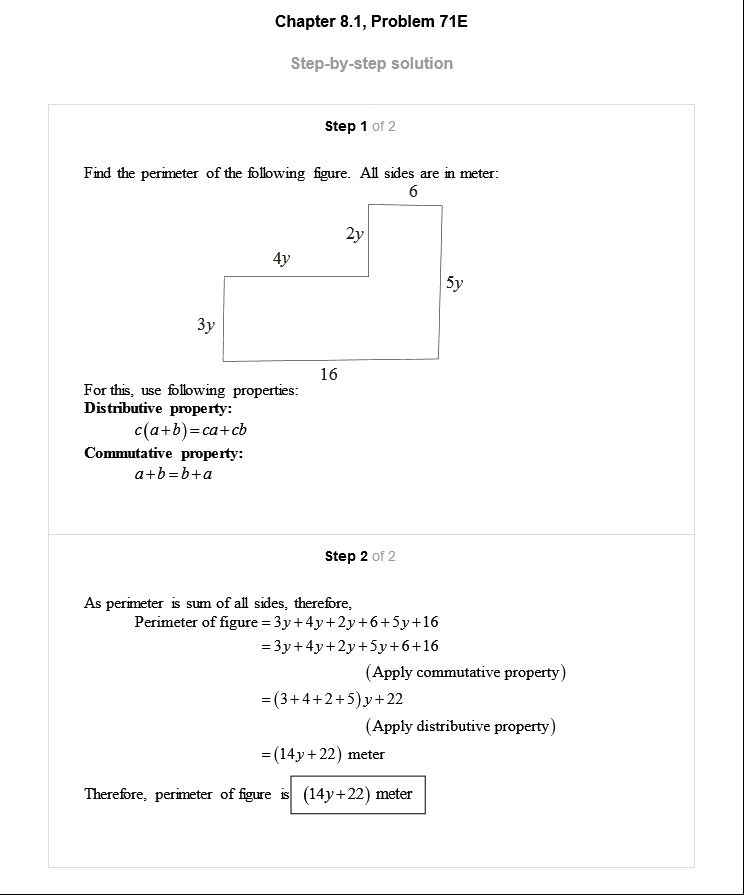 Chapter 8.1, Problem 71E
Step-by-step solution
Step 1 of 2
Find the perimeter of the following figure. All sides are in meter:
6
2y
4y
5y
3y
16
For this, use following properties:
Distributive property:
c(a+b)=ca+cb
Commutative property:
a+b=b+a
Step 2 of 2
As perimeter is sum of all sides, therefore,
Perimeter of figure = 3y+4y+2y+6+5y+16
=3y+4y+2y+5y+6+16
(Apply commutative property)
=(3+4+2+5)y+22
(Apply distributive property)
=(14y+22) meter
Therefore, perimeter of figure is (14y+22) meter